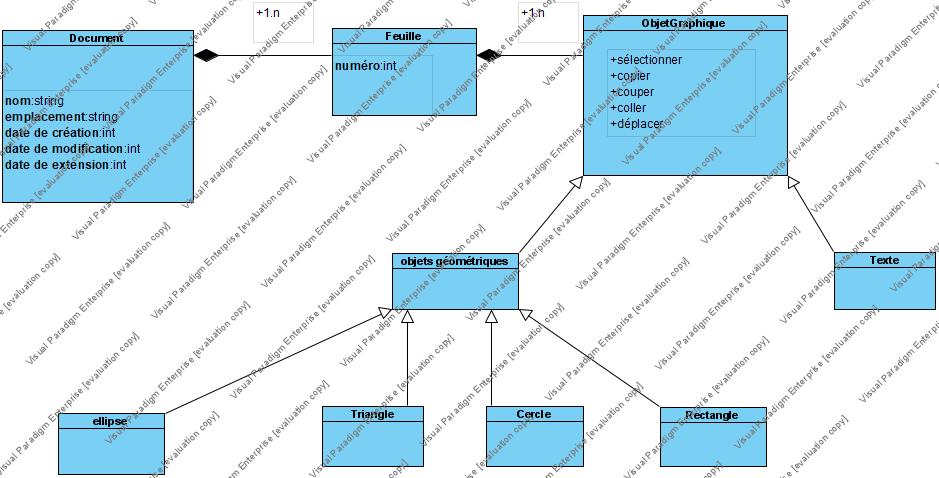 +1.n
+1.n
Document
nom:string
emplacement:string
date de création:int
date de modification:int
date de extension:int
Feuille
numéro:int
ObjetGraphique
+sélectionner
+copier
+couper
+coller
+déplacer
objets geométriques
Texte
ellipse
Triangle
Cercle
Rectangle
Visual Paradigm Enterprise [evaluation copy]